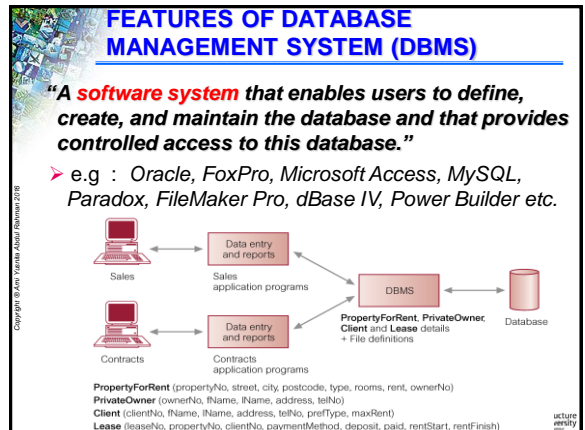 FEATURES OF DATABASE
MANAGEMENT SYSTEM (DBMS)
“A software system that enables users to define,
create, and maintain the database and that provides
controlled access to this database.”
e.g : Oracle, FoxPro, Microsoft Access, MySQL,
Paradox, FileMaker Pro, dBase IV, Power Builder etc.
Sales
Data entry
and reports
Sales
application programs
DBMS
Database
PropertyForRent, PrivateOwner,
Client and Lease details
+ File definitions
Contracts
Data entry
and reports
Contracts
application programs
PropertyForRent (propertyNo, street, city, postcode, type, rooms, rent, ownerNo)
PrivateOwner (ownerNo, fName, lName, address, telNo)
Client (clientNo, fName, lName, address, telNo, prefType, maxRent)
Lease (leaseNo, propertyNo, clientNo, paymentMethod, deposit, paid, rentStart, rentFinish)
Rahman 2016
ucture
versity